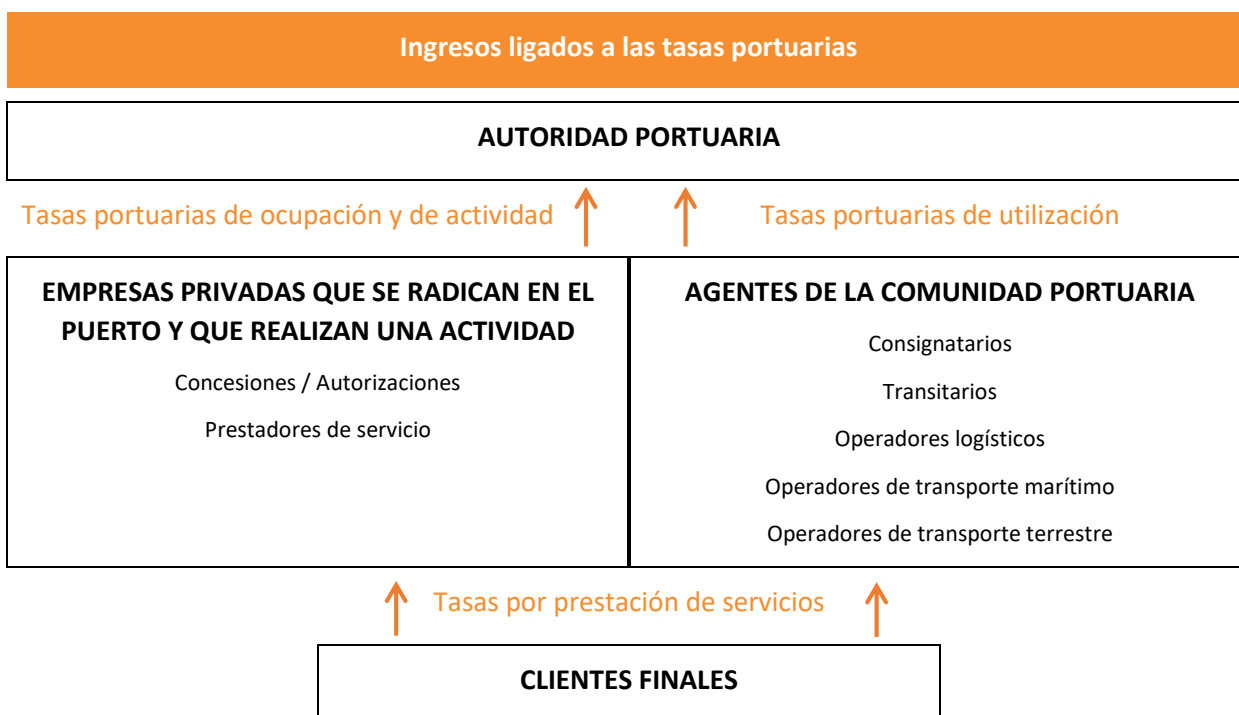 Ingresos ligados a las tasas portuarias
AUTORIDAD PORTUARIA
Tasas portuarias de ocupación y de actividad
Tasas portuarias de utilización
EMPRESAS PRIVADAS QUE SE RADICAN EN EL
PUERTO Y QUE REALIZAN UNA ACTIVIDAD
Concesiones / Autorizaciones
Prestadores de servicio
AGENTES DE LA COMUNIDAD PORTUARIA
Consignatarios
Transitarios
Operadores logísticos
Operadores de transporte marítimo
Operadores de transporte terrestre
Tasas por prestación de servicios
CLIENTES FINALES